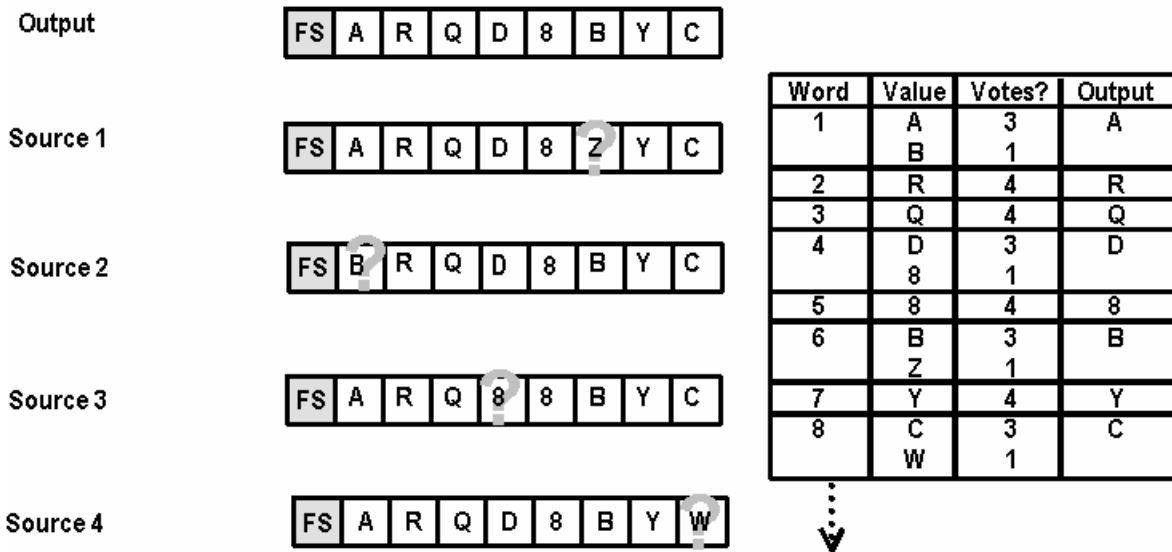 Output
FS A R Q D 8 B Y C
Source 1
FS A R Q D 8 Z ? Y C
Source 2
FS B ? R Q D 8 B Y C
Source 3
FS A R Q 8 ? 8 B Y C
Source 4
FS A R Q D 8 B Y W ?
Word Value Votes? Output
1 A 3 A
B 1
2 R 4 R
3 Q 4 Q
4 D 3 D
8 1
5 8 4 8
6 B 3 B
Z 1
7 Y 4 Y
8 C 3 C
W 1